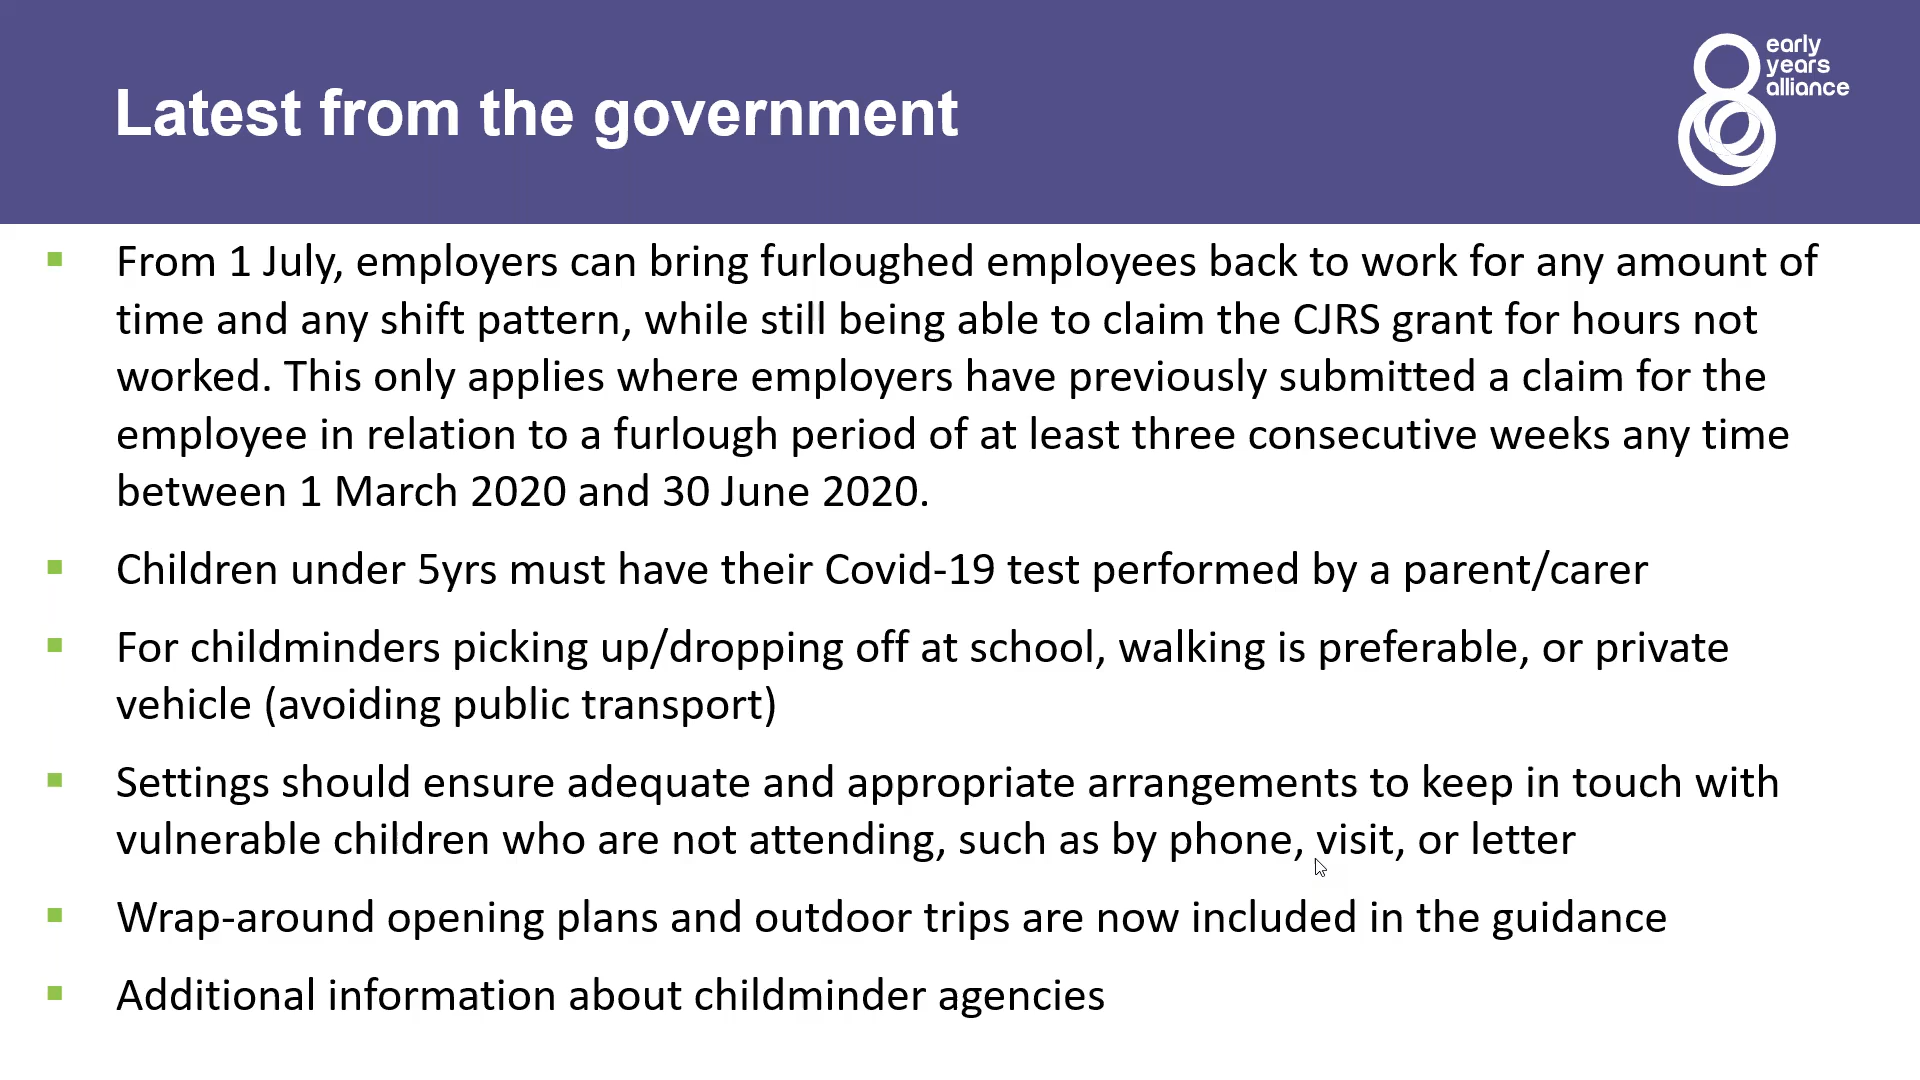 Latest from the government
early
years
alliance
From 1 July, employers can bring furloughed employees back to work for any amount of
time and any shift pattern, while still being able to claim the CJRS grant for hours not
worked. This only applies where employers have previously submitted a claim for the
employee in relation to a furlough period of at least three consecutive weeks any time
between 1 March 2020 and 30 June 2020.
Children under 5yrs must have their Covid-19 test performed by a parent/carer
For childminders picking up/dropping off at school, walking is preferable, or private
vehicle (avoiding public transport)
Settings should ensure adequate and appropriate arrangements to keep in touch with
vulnerable children who are not attending, such as by phone, visit, or letter
Wrap-around opening plans and outdoor trips are now included in the guidance
Additional information about childminder agencies